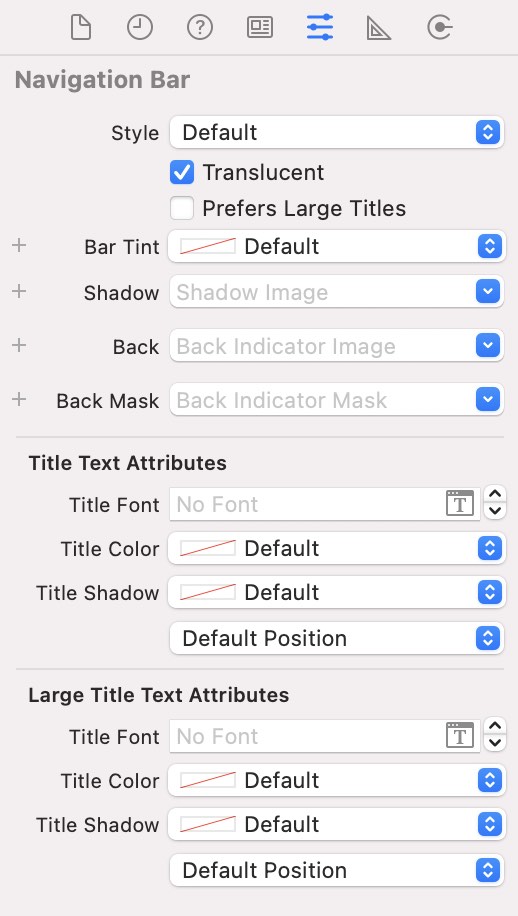 Navigation Bar
Style Default
Translucent
Prefers Large Titles
Bar Tint Default
Shadow Shadow Image
Back Back Indicator Image
Back Mask Back Indicator Mask
Title Text Attributes
Title Font No Font T
Title Color Default
Title Shadow Default
Default Position
Large Title Text Attributes
Title Font No Font T
Title Color Default
Title Shadow Default
Default Position